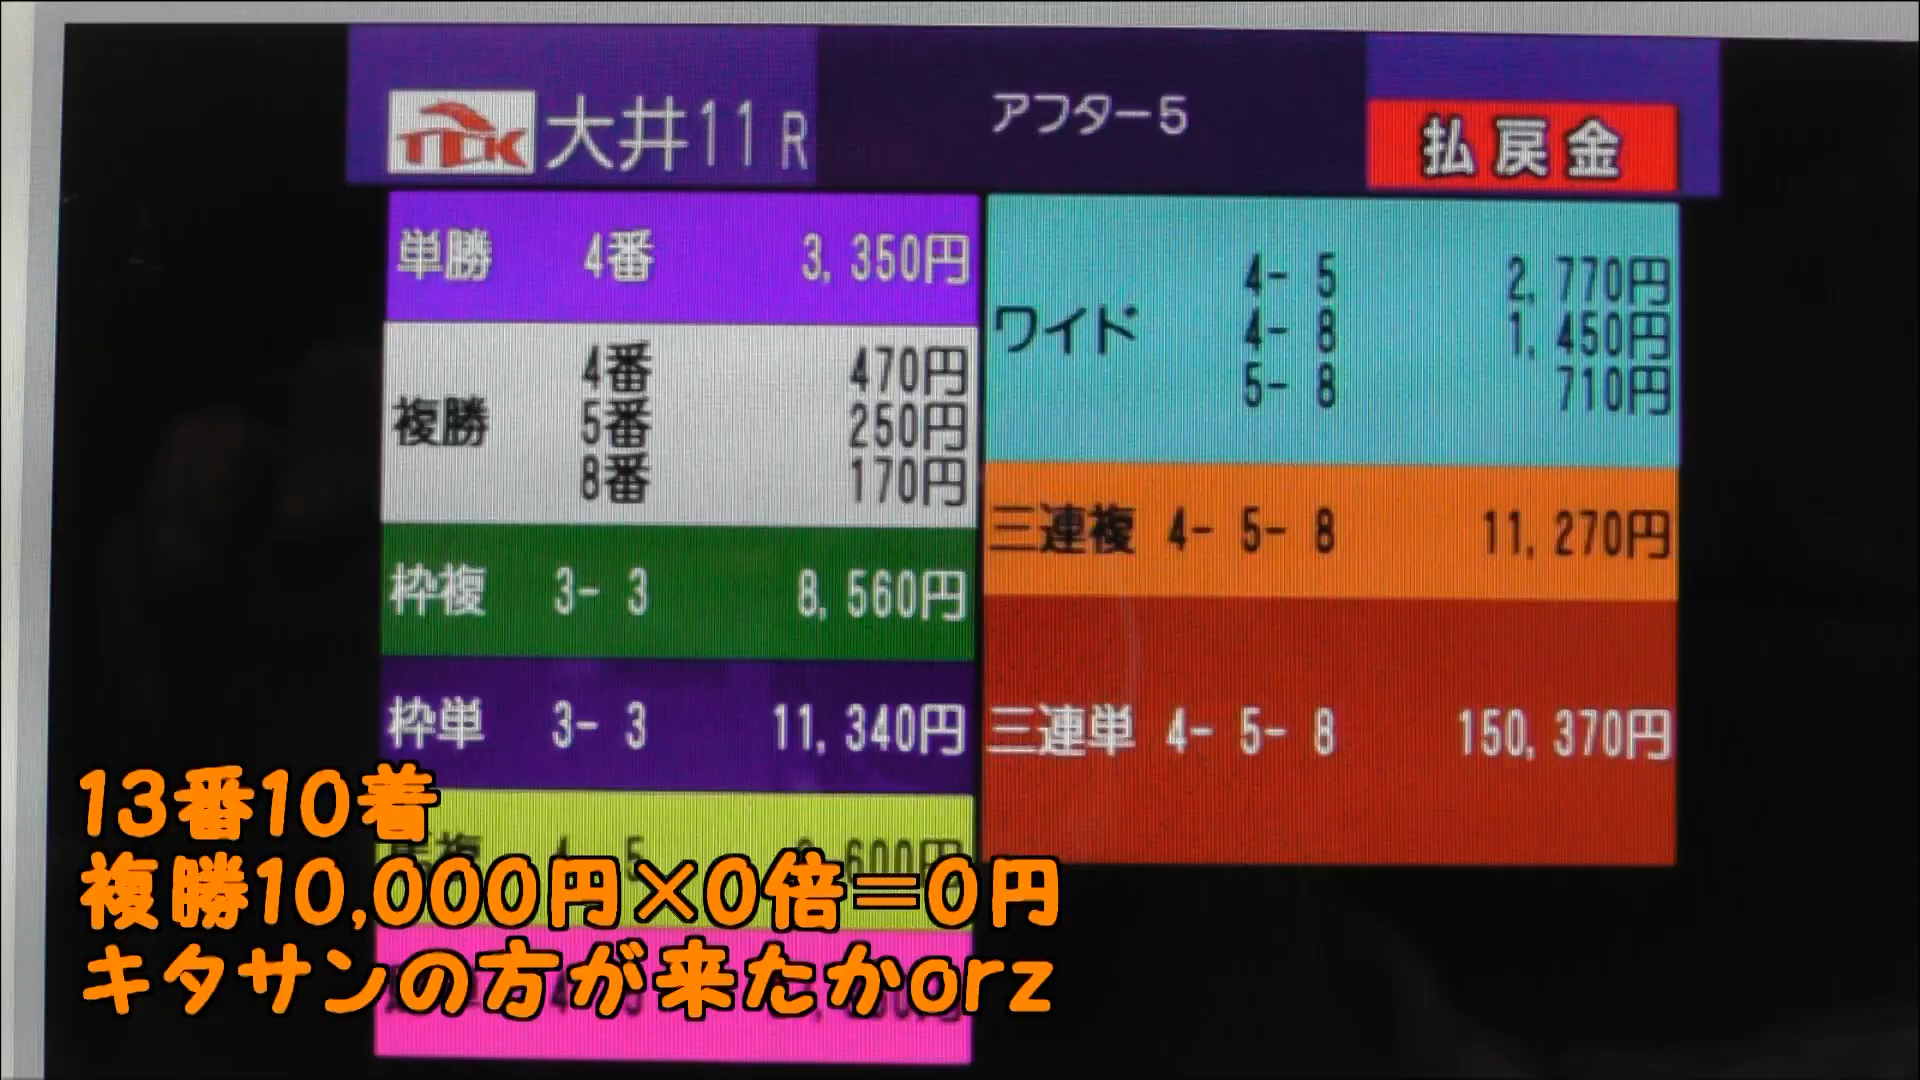 TCK 大井11R
アフター5
払戻金
単勝 4番 3,350円
複勝
4番 470円
5番 250円
8番 170円
枠複 3-3 8,560円
枠単 3-3 11,340円
ワイド
4-5 2,770円
4-8 1,450円
5-8 710円
三連複 4-5-8 11,270円
三連単 4-5-8 150,370円
13番10着
複勝10,000円×0倍=0円
キタサンの方が来たかorz